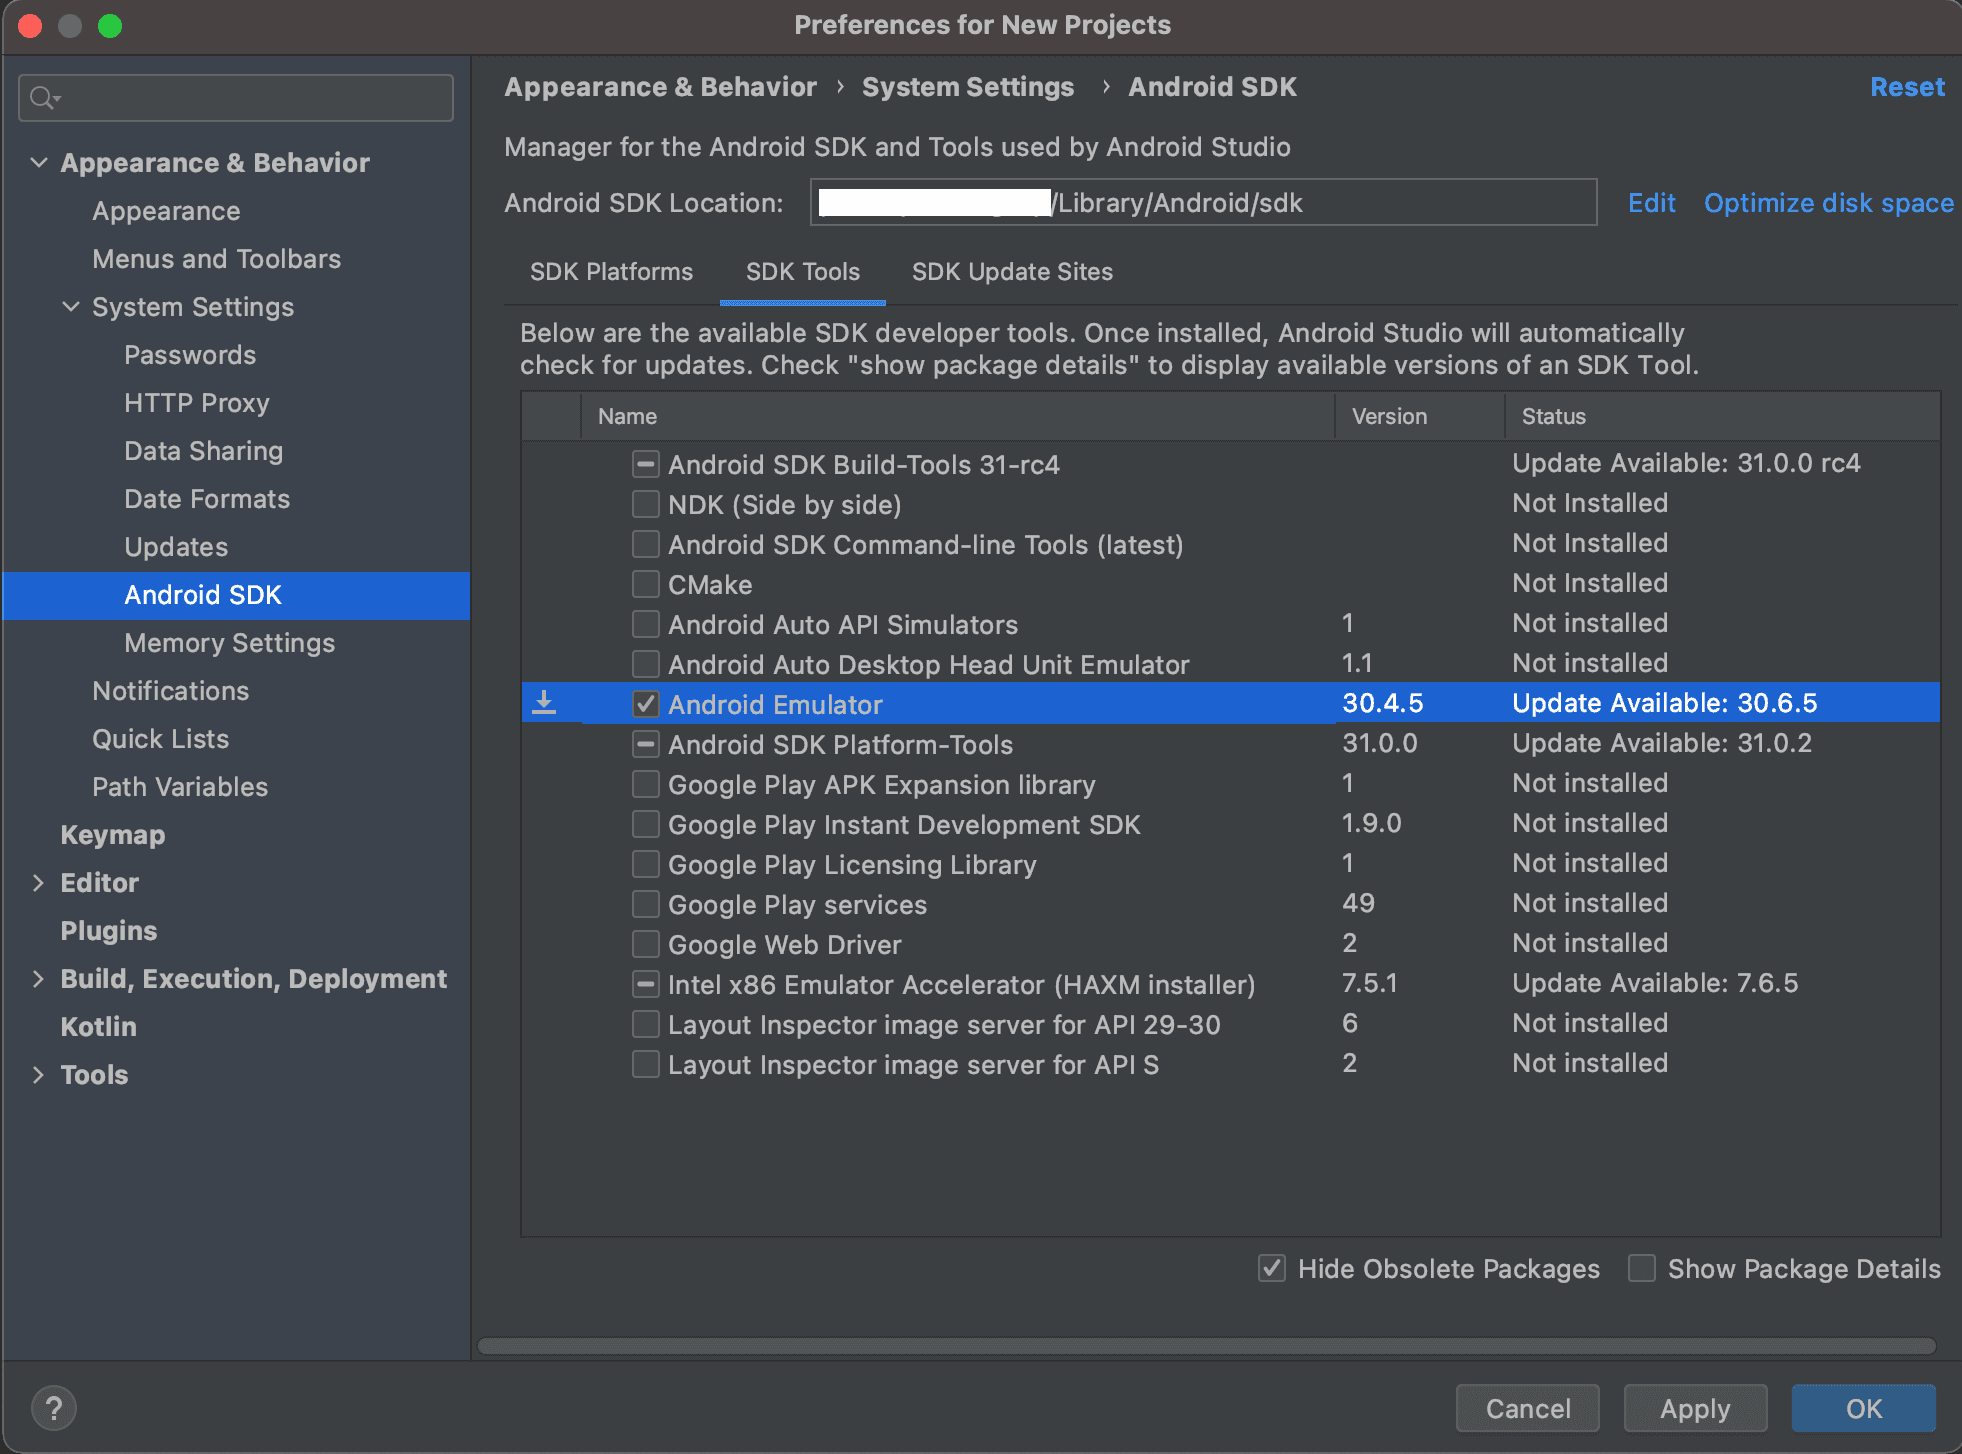 Preferences for New Projects
Appearance & Behavior
Appearance
Menus and Toolbars
System Settings
Passwords
HTTP Proxy
Data Sharing
Date Formats
Updates
Android SDK
Memory Settings
Notifications
Quick Lists
Path Variables
Keymap
Editor
Plugins
Build, Execution, Deployment
Kotlin
Tools
Appearance & Behavior › System Settings › Android SDK Reset
Manager for the Android SDK and Tools used by Android Studio
Android SDK Location: /Library/Android/sdk Edit Optimize disk space
SDK Platforms SDK Tools SDK Update Sites
Below are the available SDK developer tools. Once installed, Android Studio will automatically
check for updates. Check "show package details" to display available versions of an SDK Tool.
Name Version Status
Android SDK Build-Tools 31-rc4 Update Available: 31.0.0 rc4
NDK (Side by side) Not Installed
Android SDK Command-line Tools (latest) Not Installed
CMake Not Installed
Android Auto API Simulators 1 Not installed
Android Auto Desktop Head Unit Emulator 1.1 Not installed
Android Emulator 30.4.5 Update Available: 30.6.5
Android SDK Platform-Tools 31.0.0 Update Available: 31.0.2
Google Play APK Expansion library 1 Not installed
Google Play Instant Development SDK 1.9.0 Not installed
Google Play Licensing Library 1 Not installed
Google Play services 49 Not installed
Google Web Driver 2 Not installed
Intel x86 Emulator Accelerator (HAXM installer) 7.5.1 Update Available: 7.6.5
Layout Inspector image server for API 29-30 6 Not installed
Layout Inspector image server for API S 2 Not installed
Hide Obsolete Packages Show Package Details
? Cancel Apply OK